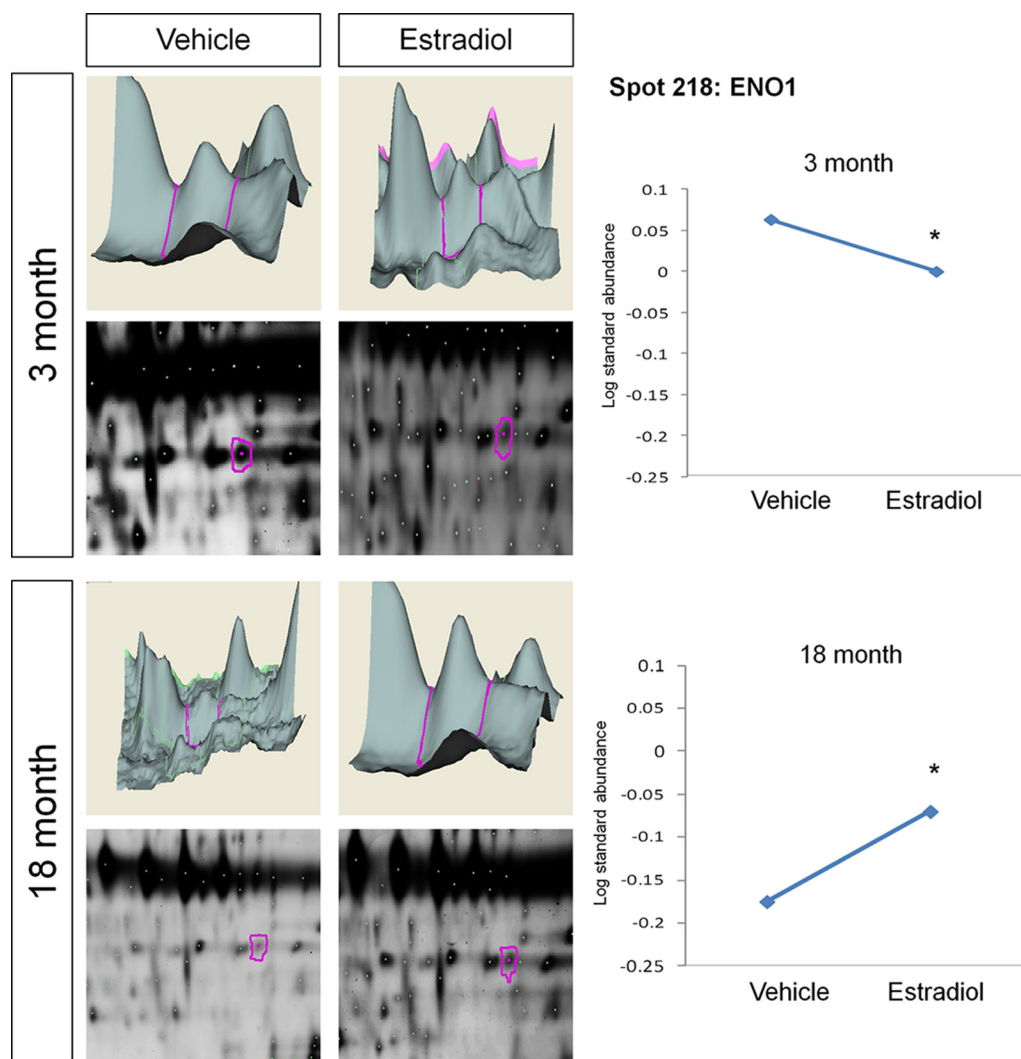 Vehicle
Estradiol
3 month
Spot 218: ENO1
3 month
Log standard abundance
0.1
0.05
0
-0.05
-0.1
-0.15
-0.2
-0.25
*
Vehicle
Estradiol
18 month
18 month
Log standard abundance
0.1
0.05
0
-0.05
-0.1
-0.15
-0.2
-0.25
*
Vehicle
Estradiol